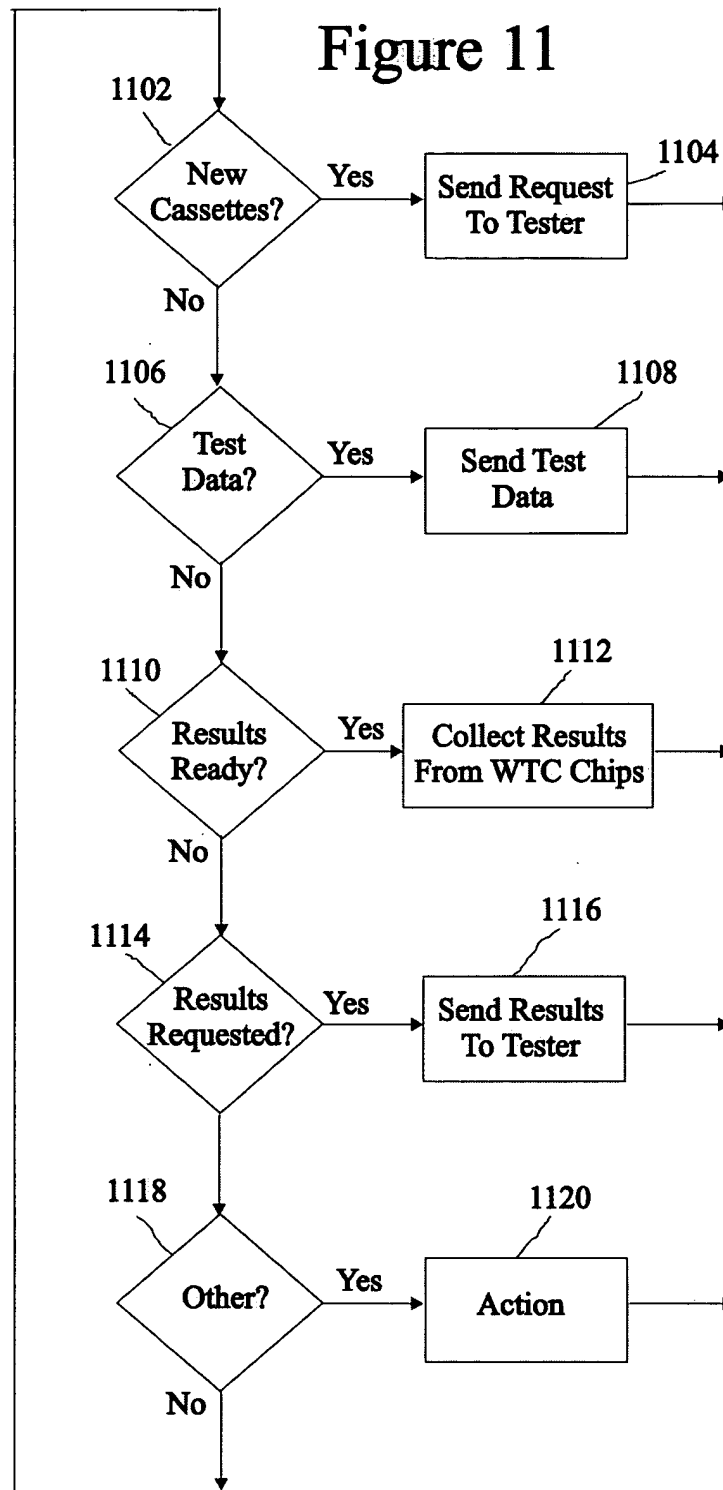 Figure 11
1102
New
Cassettes?
Yes
1104
Send Request
To Tester
No
1106
Test
Data?
Yes
1108
Send Test
Data
No
1110
Results
Ready?
Yes
1112
Collect Results
From WTC Chips
No
1114
Results
Requested?
Yes
1116
Send Results
To Tester
1118
Other?
Yes
1120
Action
No